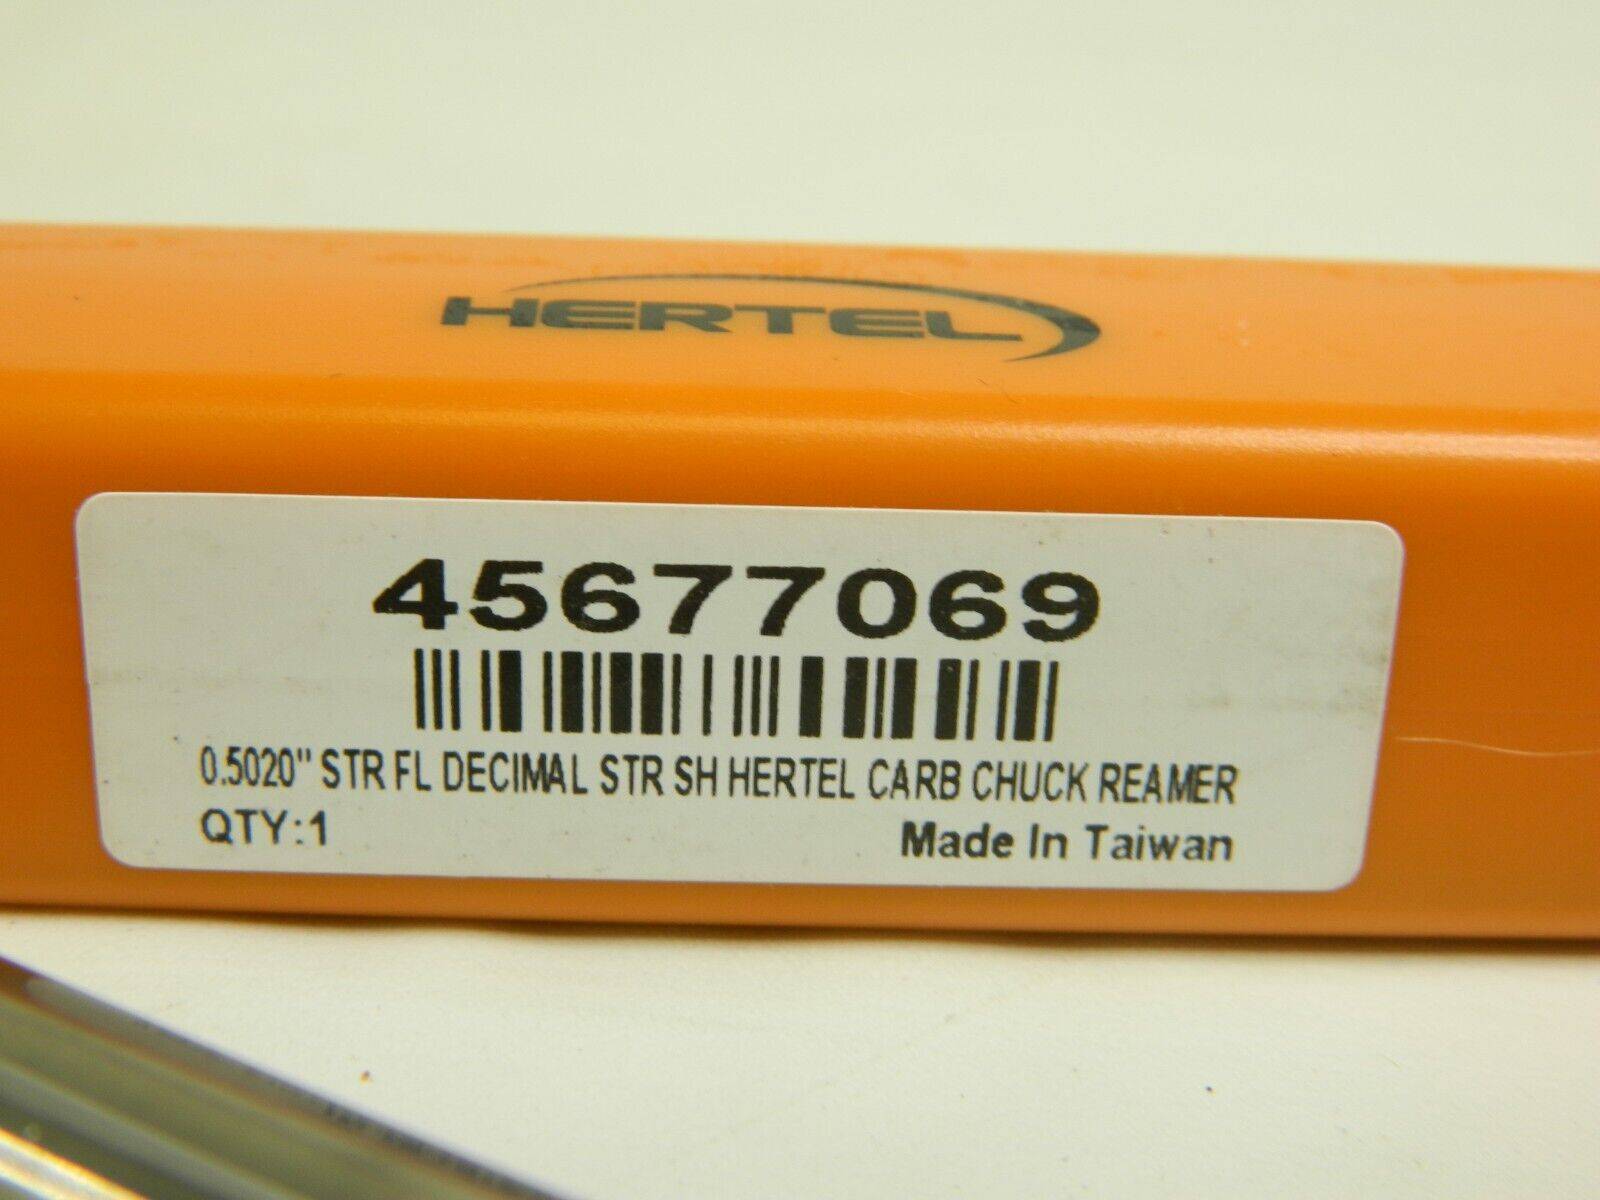 HERTEL
45677069
0.5020" STR FL DECIMAL STR SH HERTEL CARB CHUCK REAMER
QTY:1
Made In Taiwan